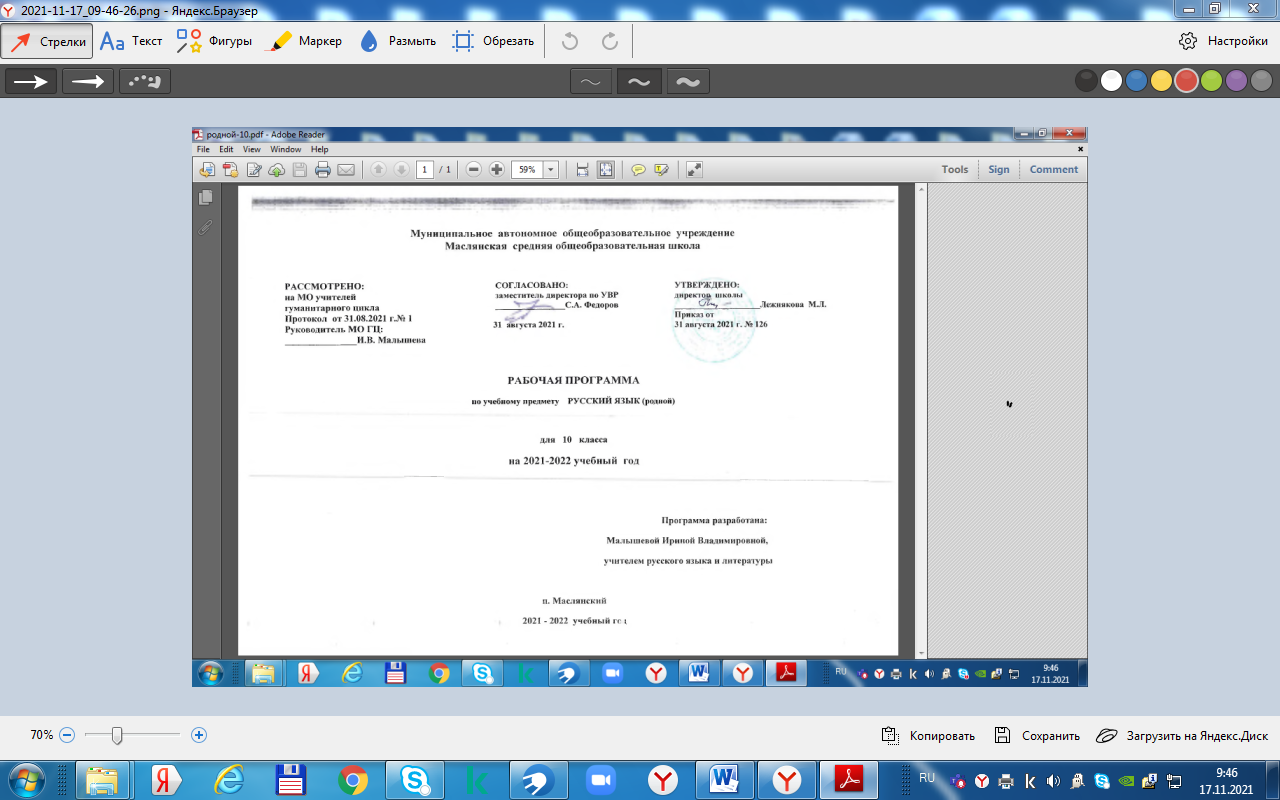 2021-11-17_09-46-26.png - Яндекс.Браузер
Стрелки Текст Фигуры Маркер Размыть Обрезать Настройки
родной-10.pdf - Adobe Reader
File Edit View Window Help
1 / 1 59% Tools Sign Comment
Муниципальное автономное общеобразовательное учреждение
Маслянская средняя общеобразовательная школа
РАССМОТРЕНО:
на МО учителей
гуманитарного цикла
Протокол от 31.08.2021 г.№ 1
Руководитель МО ГЦ:
________________И.В. Малышева
СОГЛАСОВАНО:
заместитель директора по УВР
________________С.А. Федоров
31 августа 2021 г.
УТВЕРЖДЕНО:
директор школы
____________________Лежнякова М.Л.
Приказ от
31 августа 2021 г. № 126
РАБОЧАЯ ПРОГРАММА
по учебному предмету РУССКИЙ ЯЗЫК (родной)
для 10 класса
на 2021-2022 учебный год
Программа разработана:
Малышевой Ириной Владимировной,
учителем русского языка и литературы
п. Маслянский
2021 - 2022 учебный год
RU 9:46
17.11.2021
70% Копировать Сохранить Загрузить на Яндекс.Диск
RU 9:46
17.11.2021